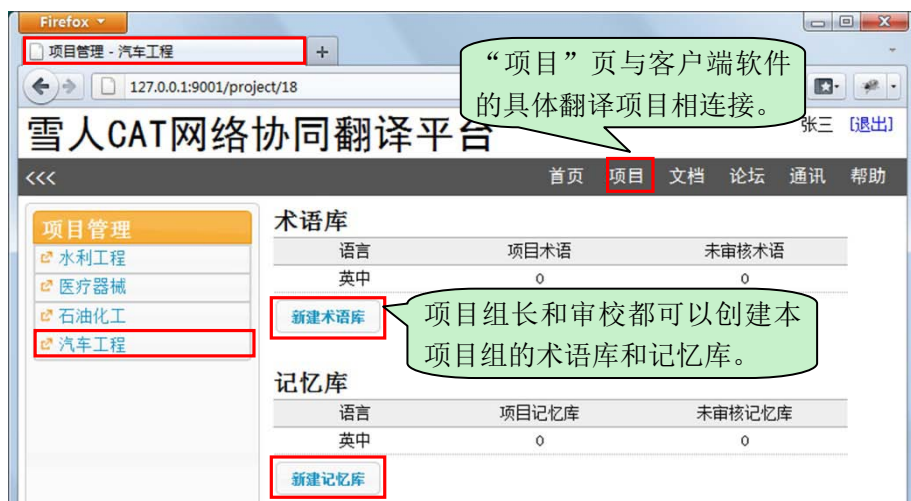 Firefox
项目管理 - 汽车工程
127.0.0.1:9001/project/18
“项目”页与客户端软件
的具体翻译项目相连接。
雪人CAT网络协同翻译平台
张三 [退出]
<<<
首页 项目 文档 论坛 通讯 帮助
项目管理
水利工程
医疗器械
石油化工
汽车工程
术语库
语言 项目术语 未审核术语
英中 0 0
新建术语库
项目组长和审校都可以创建本
项目组的术语库和记忆库。
记忆库
语言 项目记忆库 未审核记忆库
英中 0 0
新建记忆库